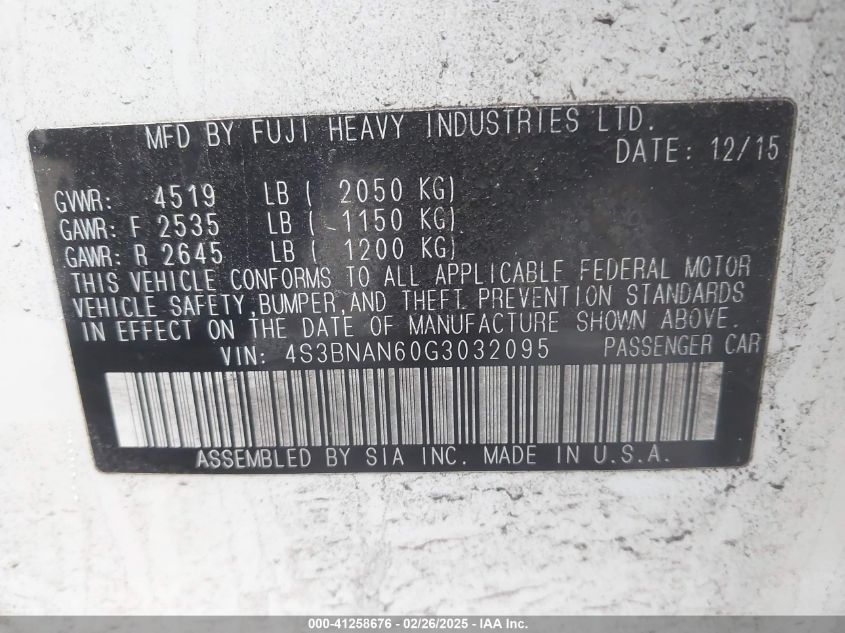 MFD BY FUJI HEAVY INDUSTRIES LTD.
DATE: 12/15
GVWR: 4519 LB ( 2050 KG)
GAWR: F 2535 LB ( 1150 KG)
GAWR: R 2645 LB ( 1200 KG)
THIS VEHICLE CONFORMS TO ALL APPLICABLE FEDERAL MOTOR
VEHICLE SAFETY,BUMPER,AND THEFT PREVENTION STANDARDS
IN EFFECT ON THE DATE OF MANUFACTURE SHOWN ABOVE.
VIN: 4S3BNAN60G3032095 PASSENGER CAR
ASSEMBLED BY SIA INC. MADE IN U.S.A.
000-41258676 - 02/26/2025 - IAA Inc.